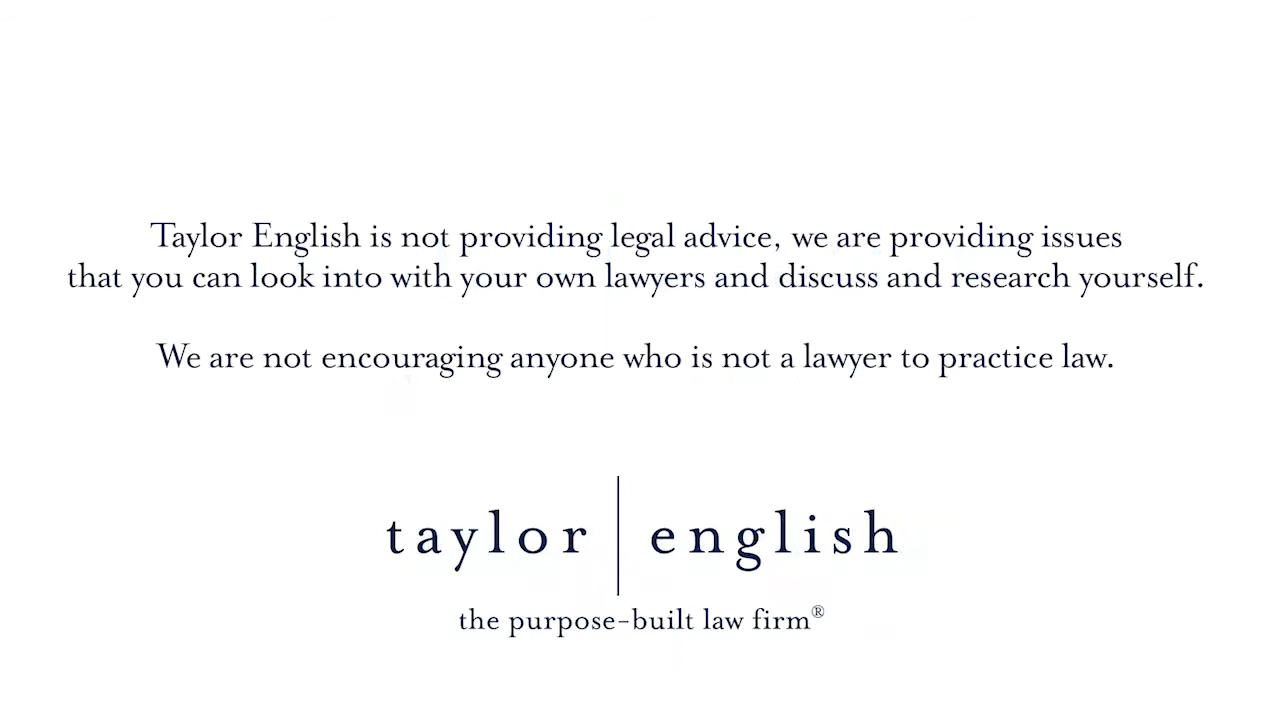 Taylor English is not providing legal advice, we are providing issues
that you can look into with your own lawyers and discuss and research yourself.
We are not encouraging anyone who is not a lawyer to practice law.
taylor | english
the purpose-built law firm®